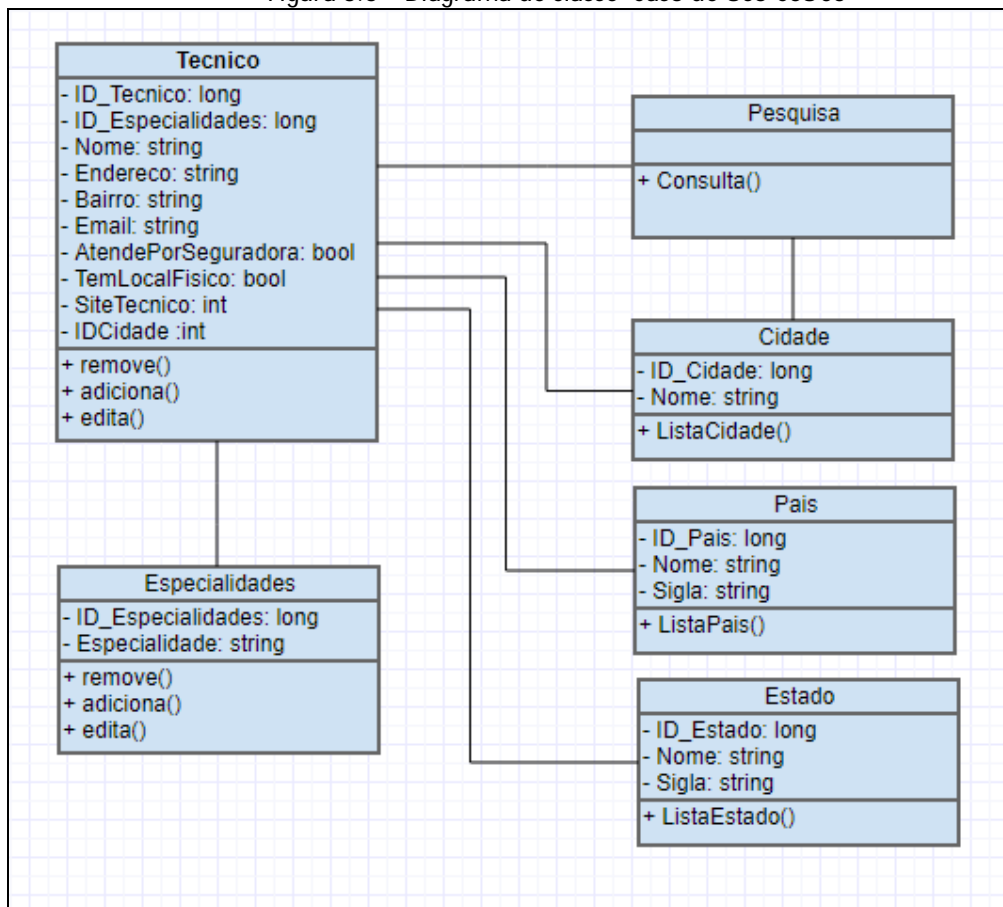 Tecnico
- ID_Tecnico: long
- ID_Especialidades: long
- Nome: string
- Endereco: string
- Bairro: string
- Email: string
- AtendePorSeguradora: bool
- TemLocalFisico: bool
- SiteTecnico: int
- IDCidade :int
+ remove()
+ adiciona()
+ edita()
Especialidades
- ID_Especialidades: long
- Especialidade: string
+ remove()
+ adiciona()
+ edita()
Pesquisa
+ Consulta()
Cidade
- ID_Cidade: long
- Nome: string
+ ListaCidade()
Pais
- ID_Pais: long
- Nome: string
- Sigla: string
+ ListaPais()
Estado
- ID_Estado: long
- Nome: string
- Sigla: string
+ ListaEstado()